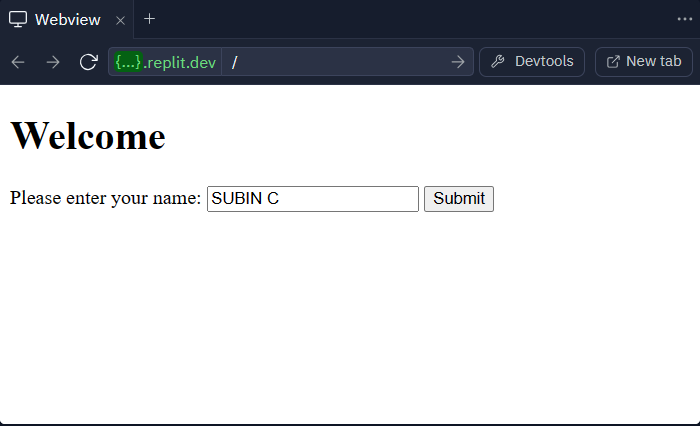 Webview
{...}.replit.dev /
Devtools
New tab
Welcome
Please enter your name: SUBIN C Submit